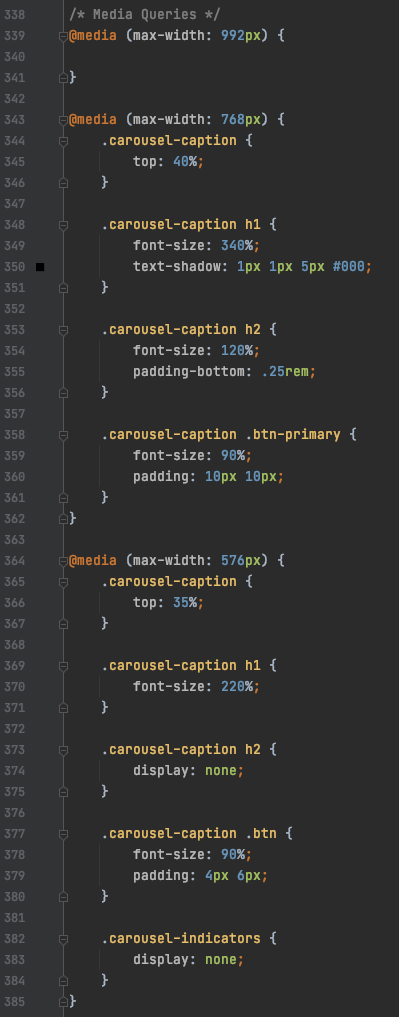 338 /* Media Queries */
339 @media (max-width: 992px) {
340
341 }
342
343 @media (max-width: 768px) {
344     .carousel-caption {
345         top: 40%;
346     }
347
348     .carousel-caption h1 {
349         font-size: 340%;
350         text-shadow: 1px 1px 5px #000;
351     }
352
353     .carousel-caption h2 {
354         font-size: 120%;
355         padding-bottom: .25rem;
356     }
357
358     .carousel-caption .btn-primary {
359         font-size: 90%;
360         padding: 10px 10px;
361     }
362 }
363
364 @media (max-width: 576px) {
365     .carousel-caption {
366         top: 35%;
367     }
368
369     .carousel-caption h1 {
370         font-size: 220%;
371     }
372
373     .carousel-caption h2 {
374         display: none;
375     }
376
377     .carousel-caption .btn {
378         font-size: 90%;
379         padding: 4px 6px;
380     }
381
382     .carousel-indicators {
383         display: none;
384     }
385 }